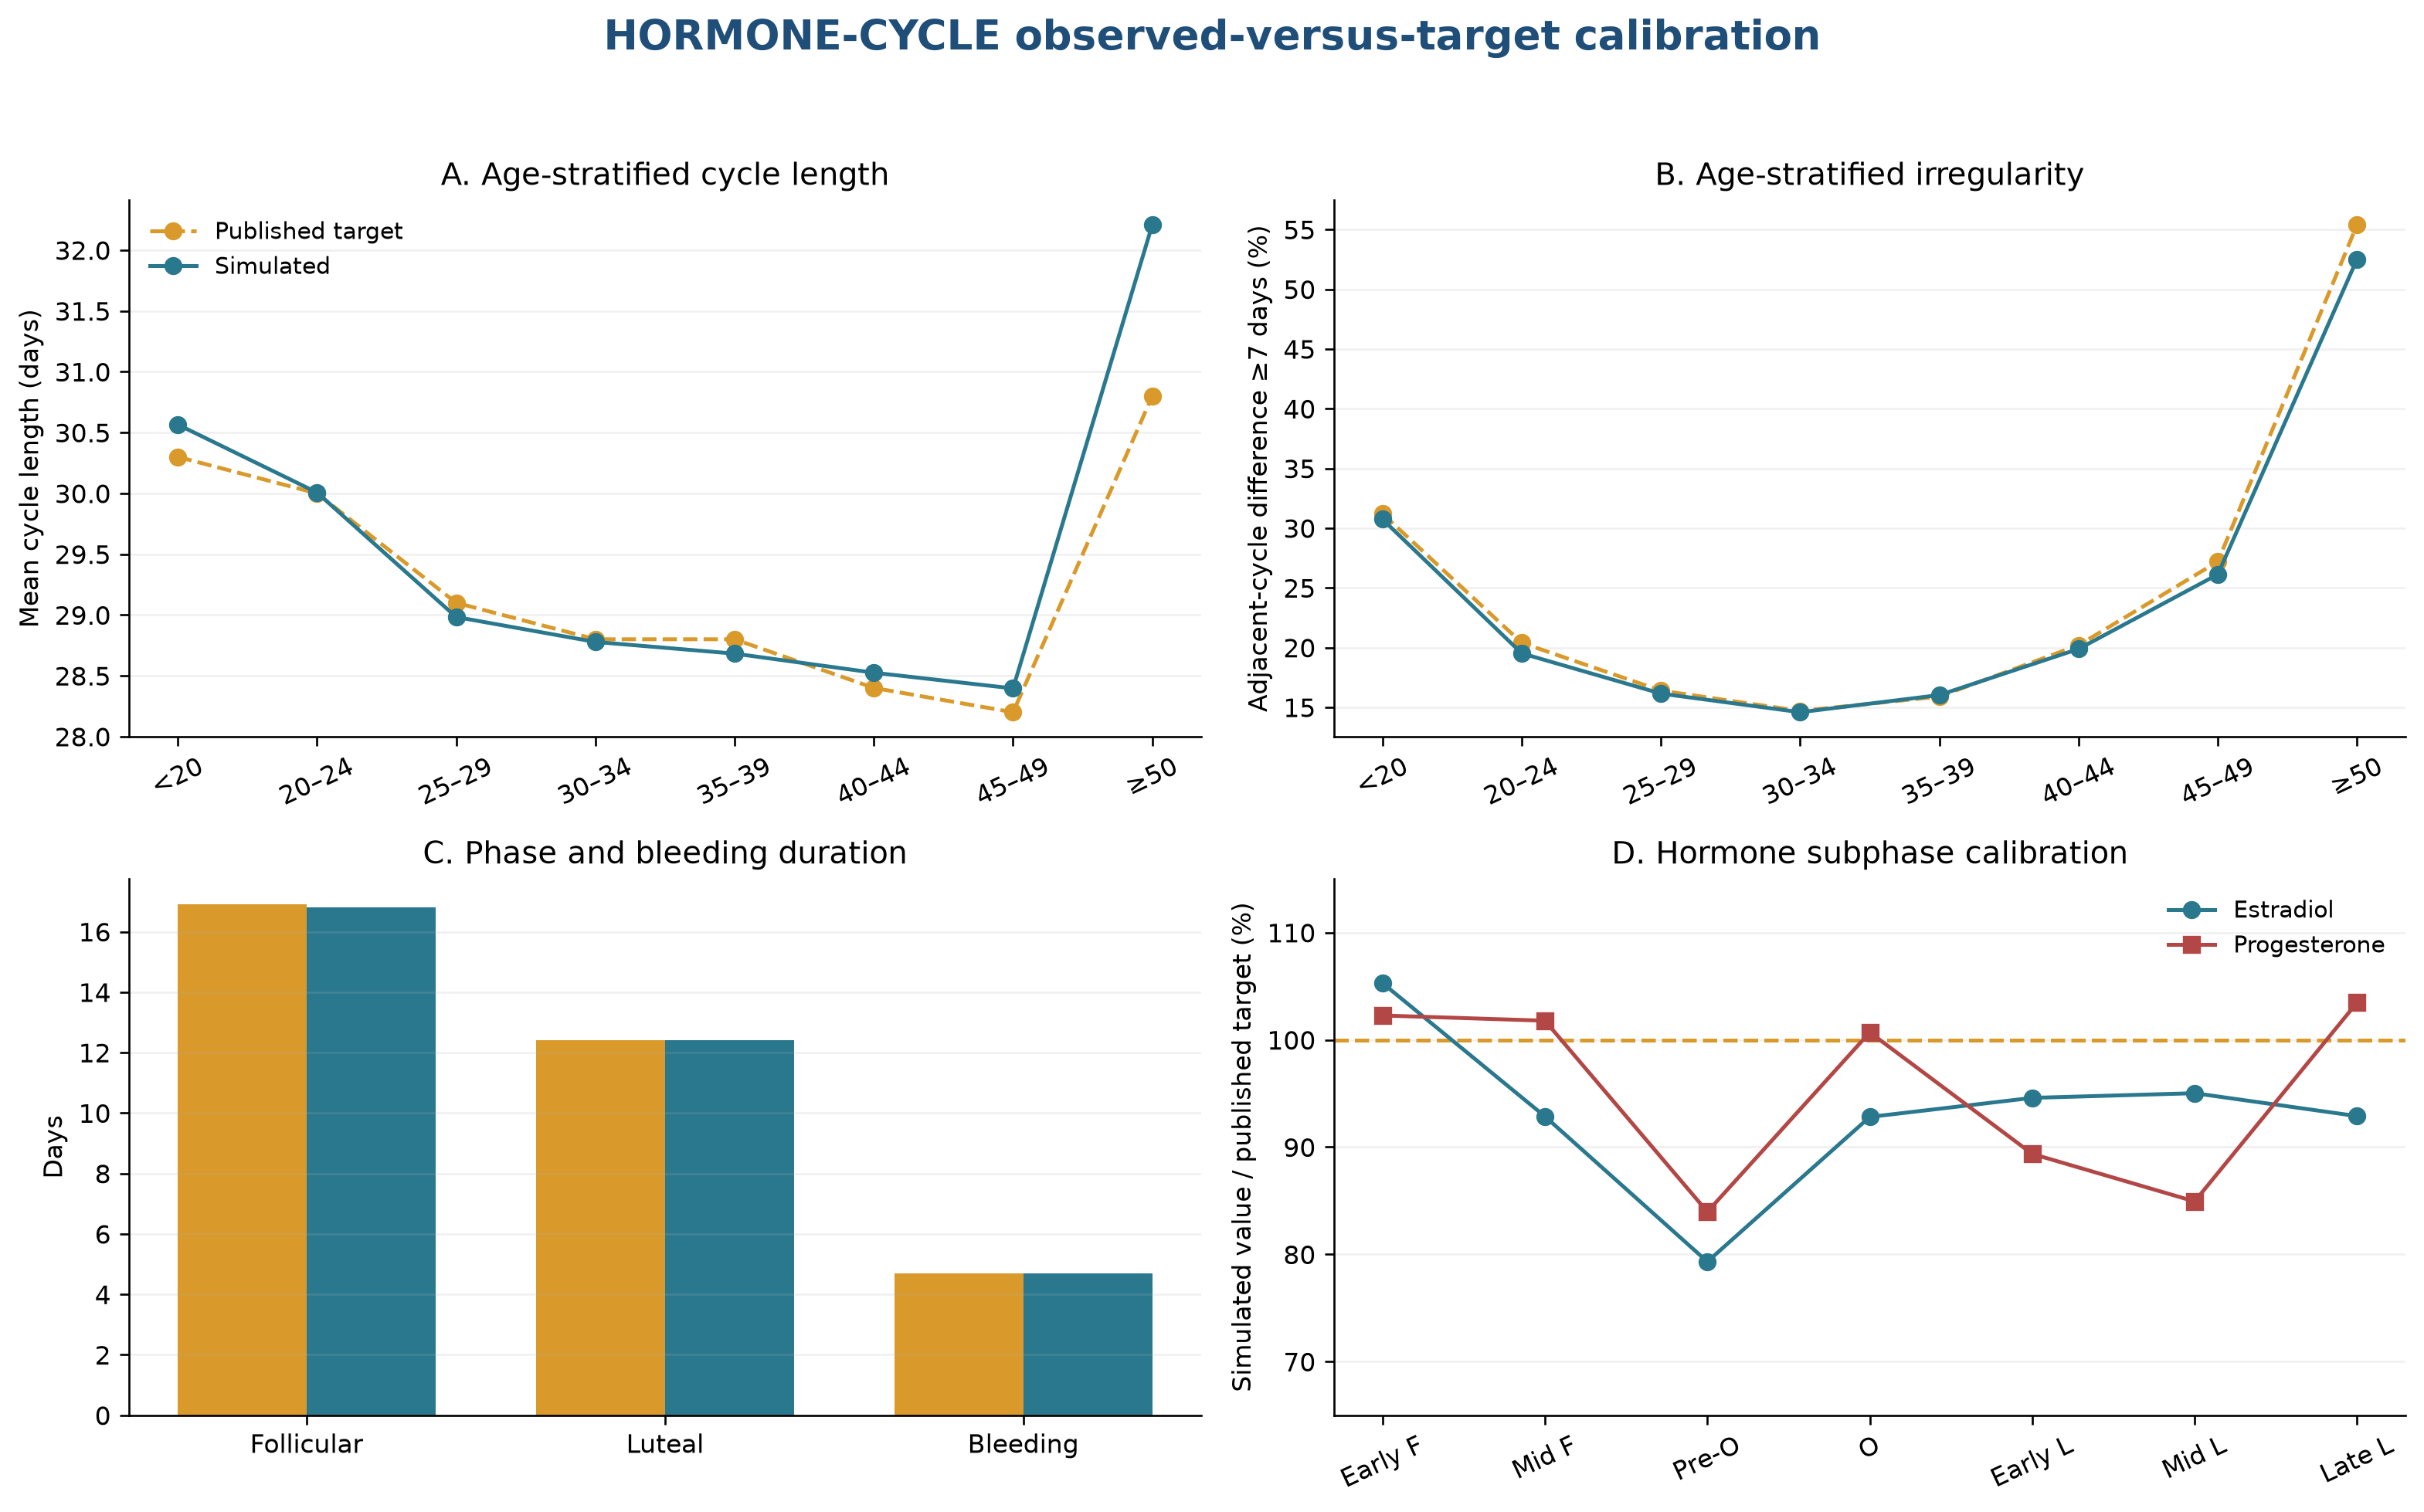 HORMONE-CYCLE observed-versus-target calibration
A. Age-stratified cycle length
Published target
Simulated
Mean cycle length (days)
32.0
31.5
31.0
30.5
30.0
29.5
29.0
28.5
28.0
<20
20–24
25–29
30–34
35–39
40–44
45–49
≥50
B. Age-stratified irregularity
Adjacent-cycle difference ≥7 days (%)
55
50
45
40
35
30
25
20
15
<20
20–24
25–29
30–34
35–39
40–44
45–49
≥50
C. Phase and bleeding duration
Days
16
14
12
10
8
6
4
2
0
Follicular
Luteal
Bleeding
D. Hormone subphase calibration
Estradiol
Progesterone
Simulated value / published target (%)
110
100
90
80
70
Early F
Mid F
Pre-O
O
Early L
Mid L
Late L